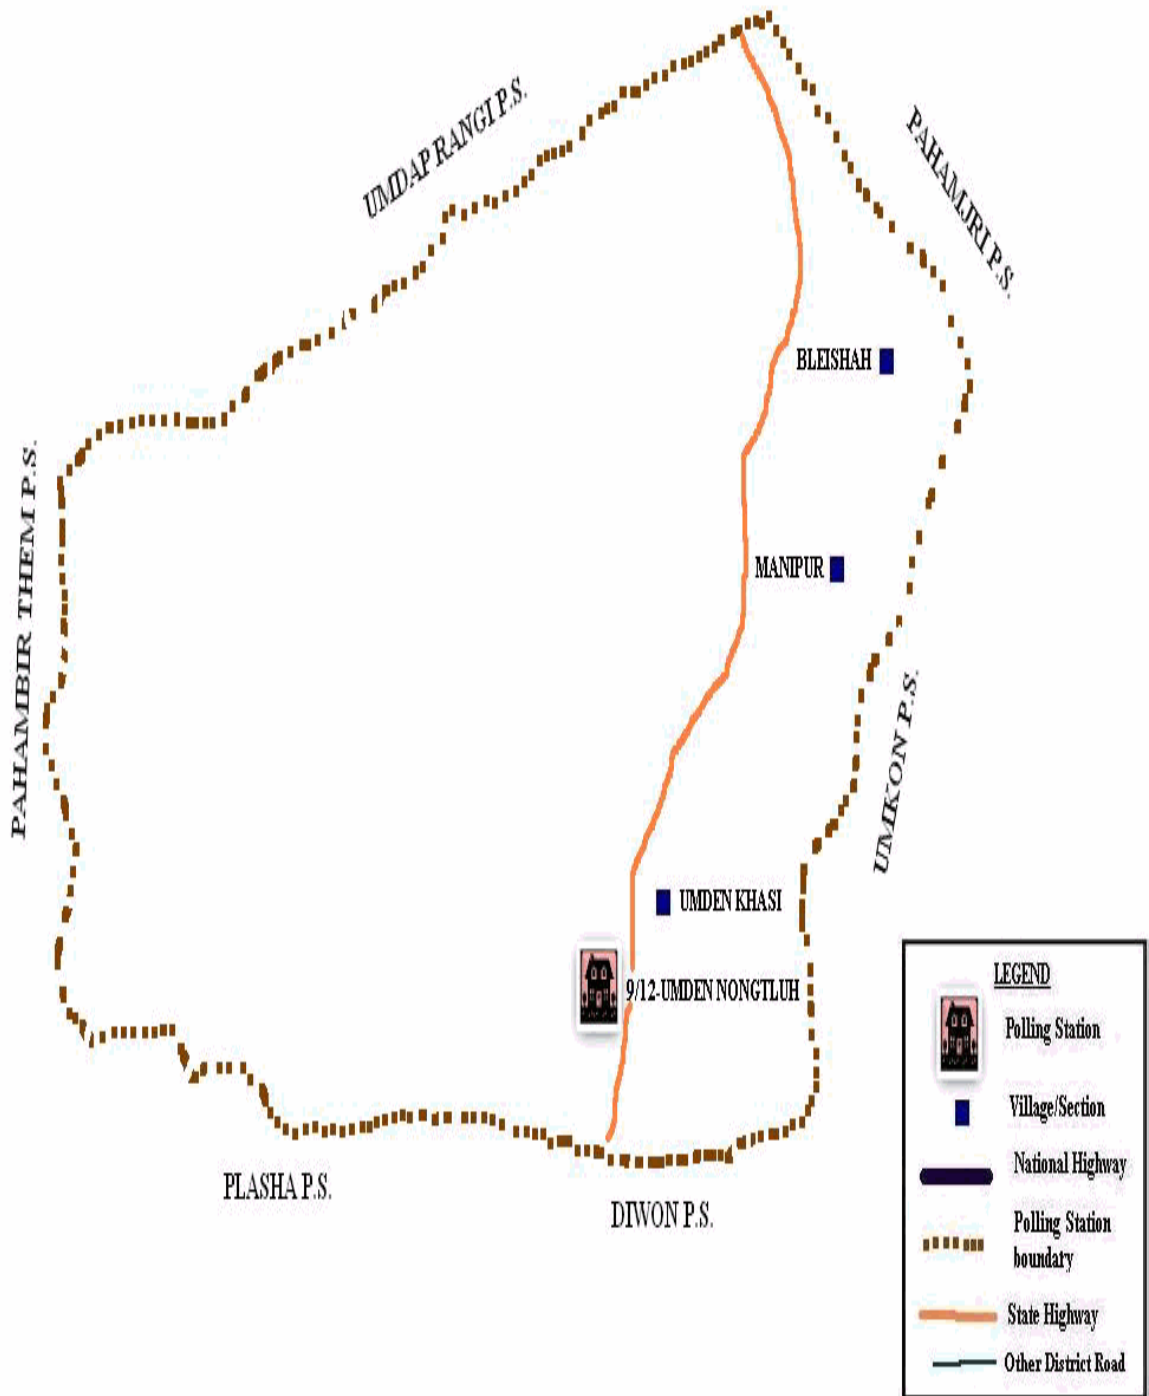 UMDAP RANGI P.S.
PAHAMJRI P.S.
BLEISHAH
PAHAMBIR THEM P.S.
MANIPUR
UMIKON P.S.
UMDEN KHASI
9/12-UMDEN NONGTLUH
PLASHA P.S.
DIWON P.S.
LEGEND
Polling Station
Village/Section
National Highway
Polling Station
boundary
State Highway
Other District Road